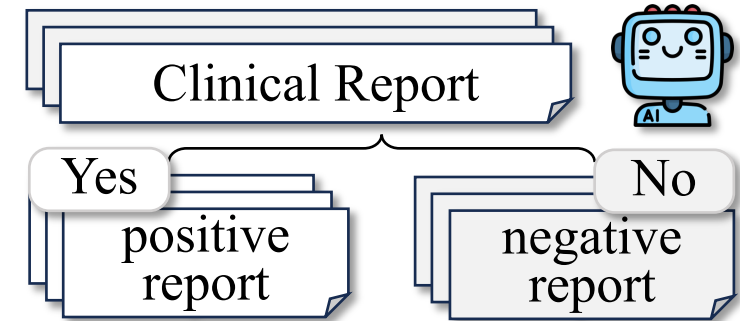 Clinical Report
AI
Yes
No
positive
report
negative
report